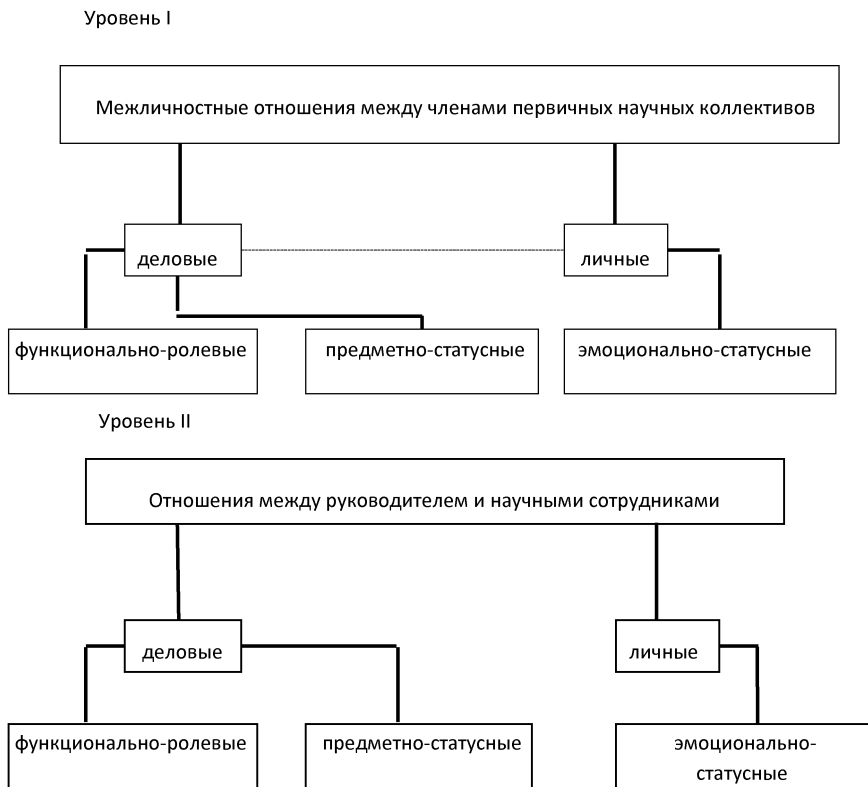 Уровень I
Межличностные отношения между членами первичных научных коллективов
деловые
личные
функционально-ролевые
предметно-статусные
эмоционально-статусные
Уровень II
Отношения между руководителем и научными сотрудниками
деловые
личные
функционально-ролевые
предметно-статусные
эмоционально-
статусные